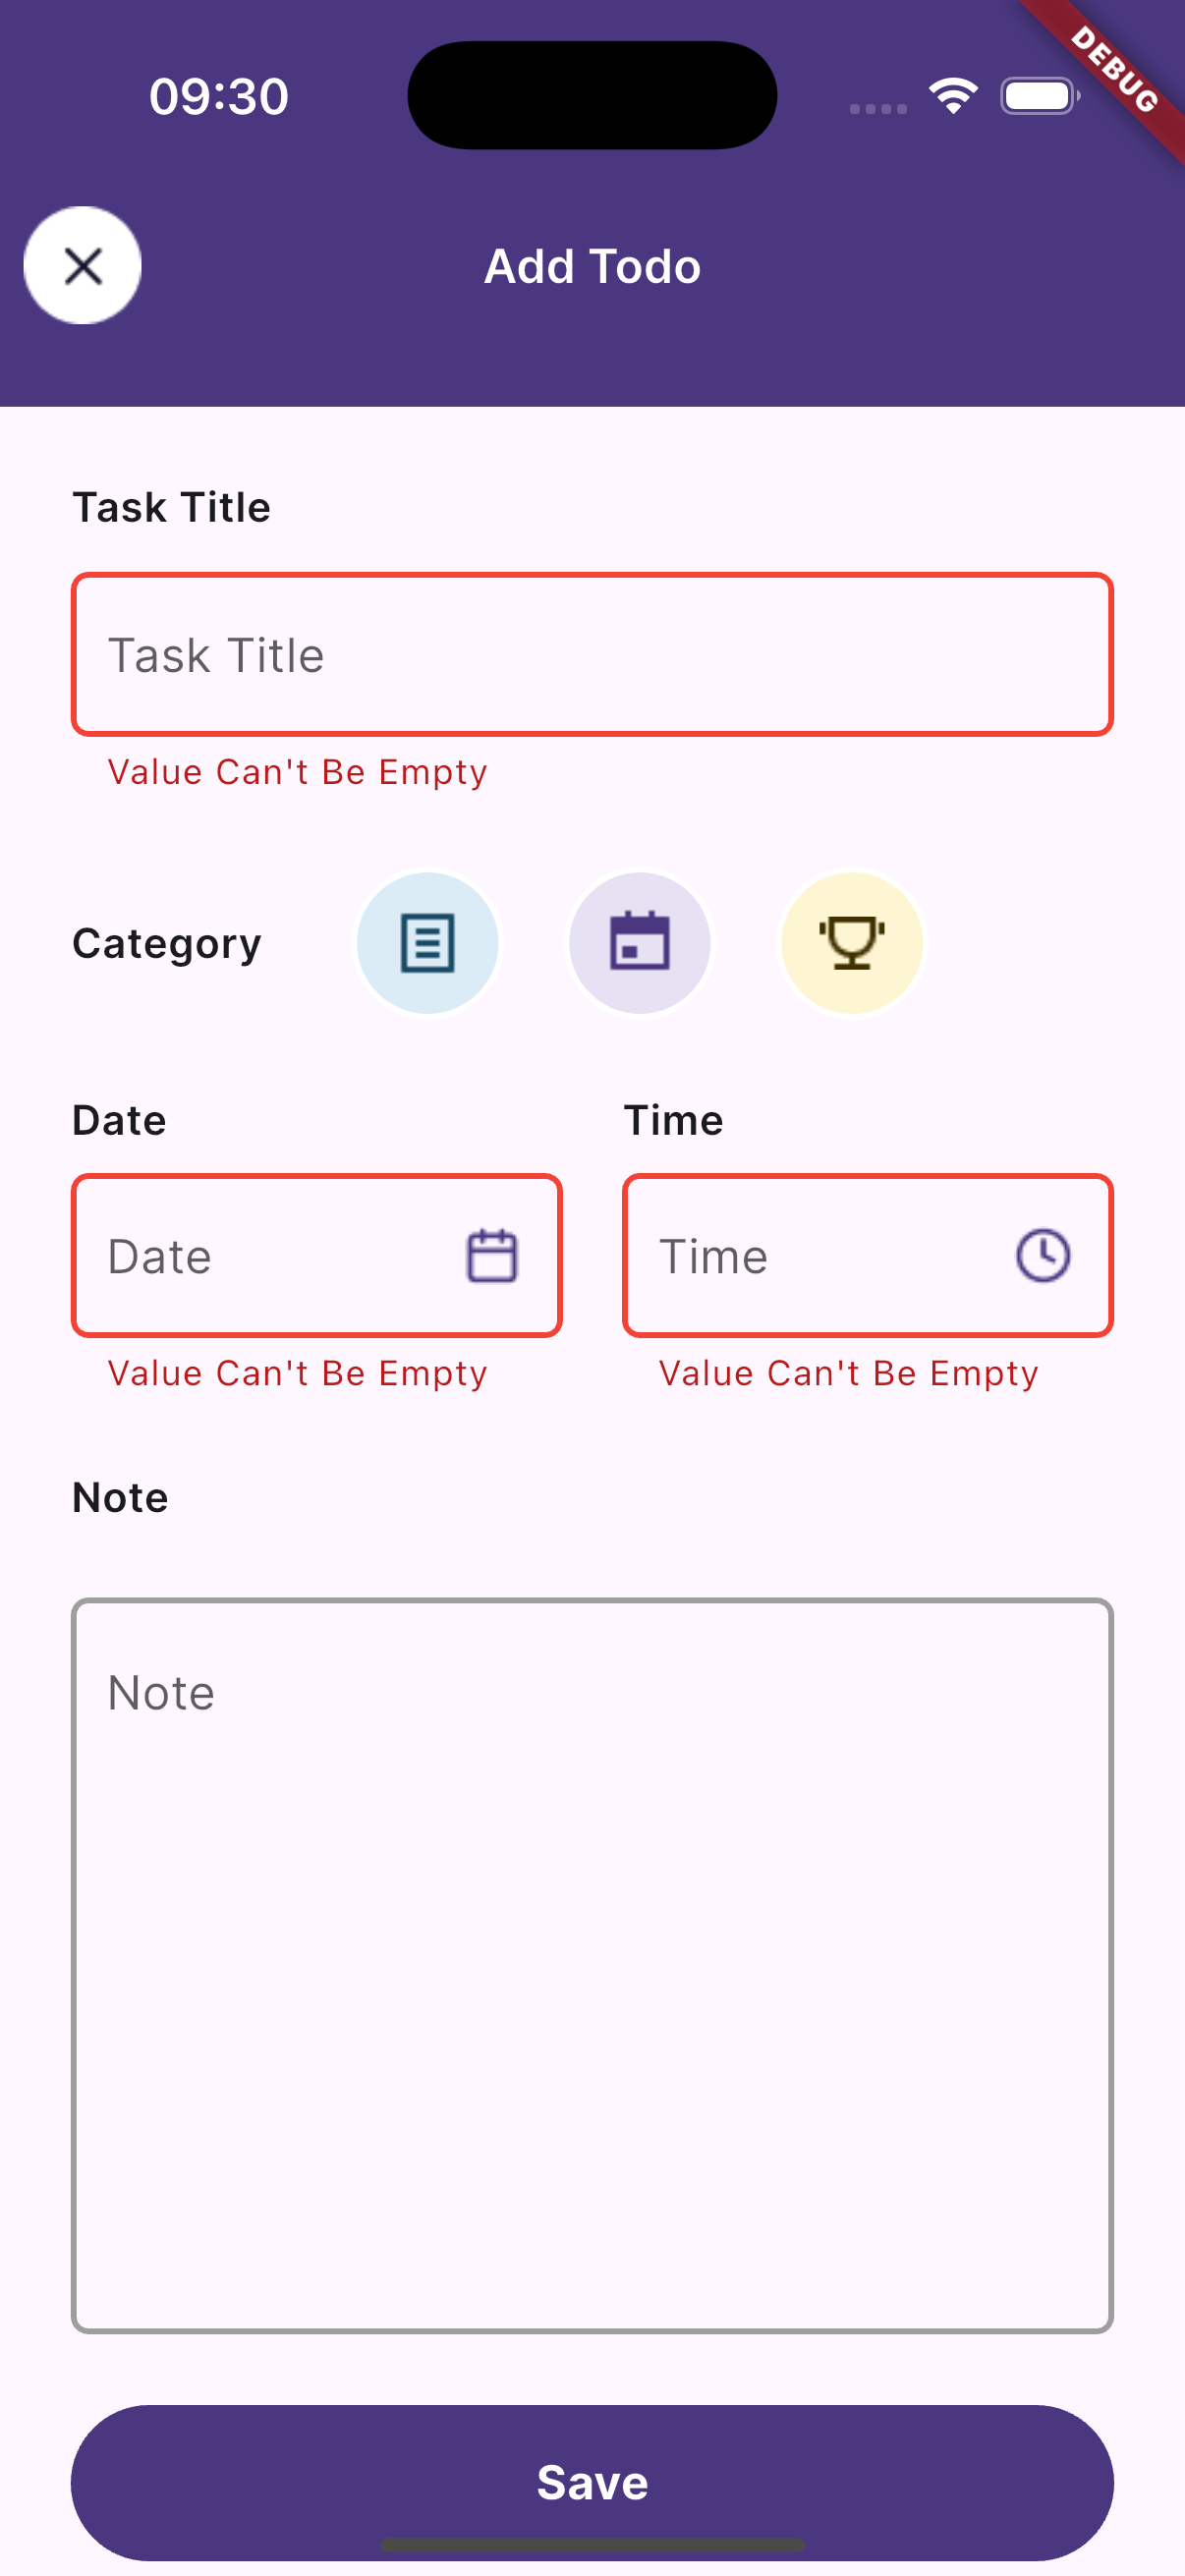 09:30
DEBUG
Add Todo
Task Title
Task Title
Value Can't Be Empty
Category
Date
Time
Date
Time
Value Can't Be Empty
Value Can't Be Empty
Note
Note
Save